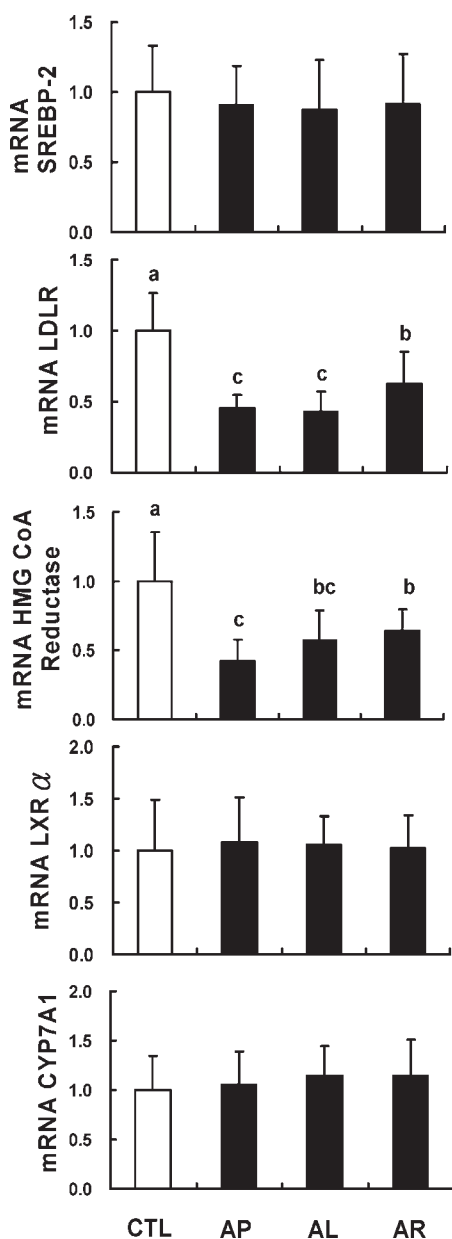 mRNA
SREBP-2
1.5
1.0
0.5
0.0
mRNA LDLR
1.5
1.0
0.5
0.0
a
c
c
b
mRNA HMG CoA
Reductase
1.5
1.0
0.5
0.0
a
c
bc
b
mRNA LXR α
2.0
1.5
1.0
0.5
0.0
mRNA CYP7A1
2.0
1.5
1.0
0.5
0.0
CTL AP AL AR